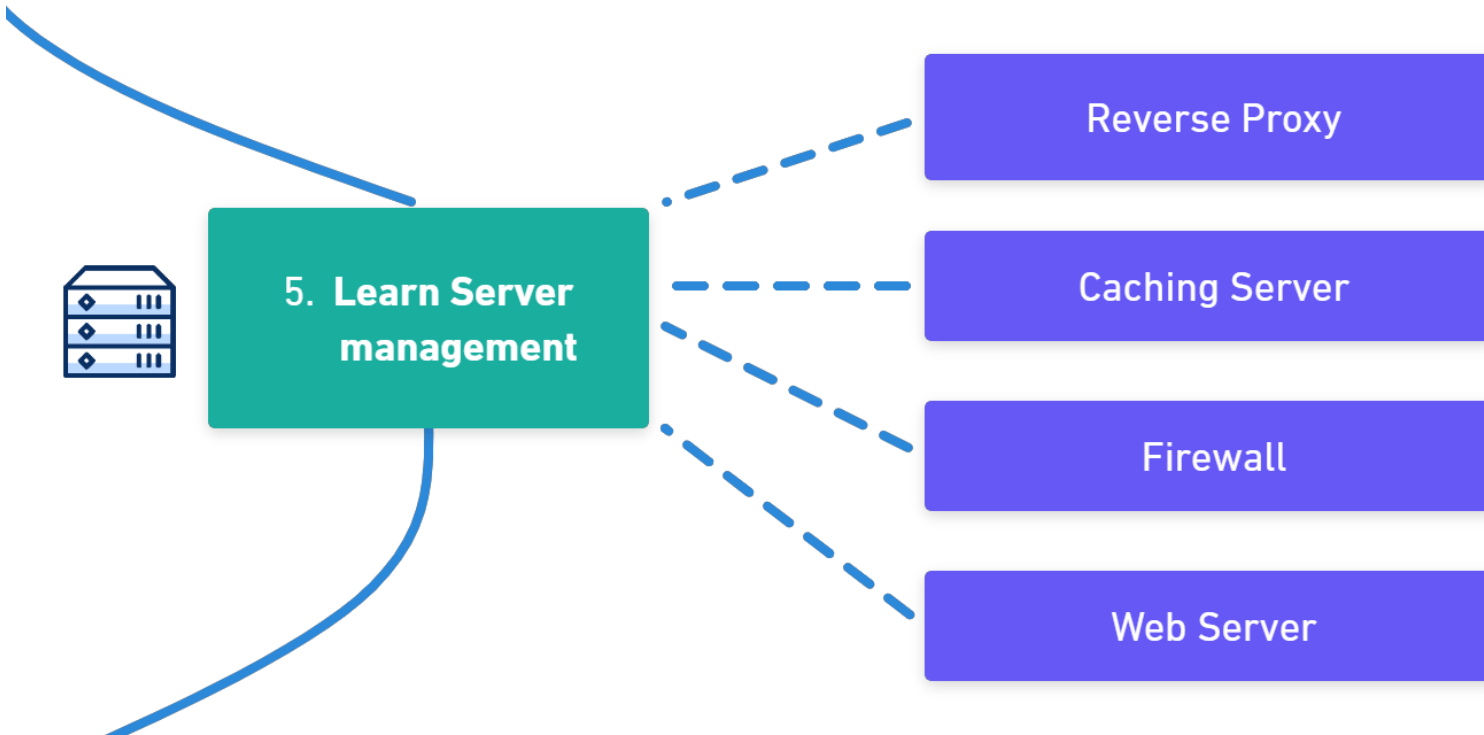 5. Learn Server
management
Reverse Proxy
Caching Server
Firewall
Web Server